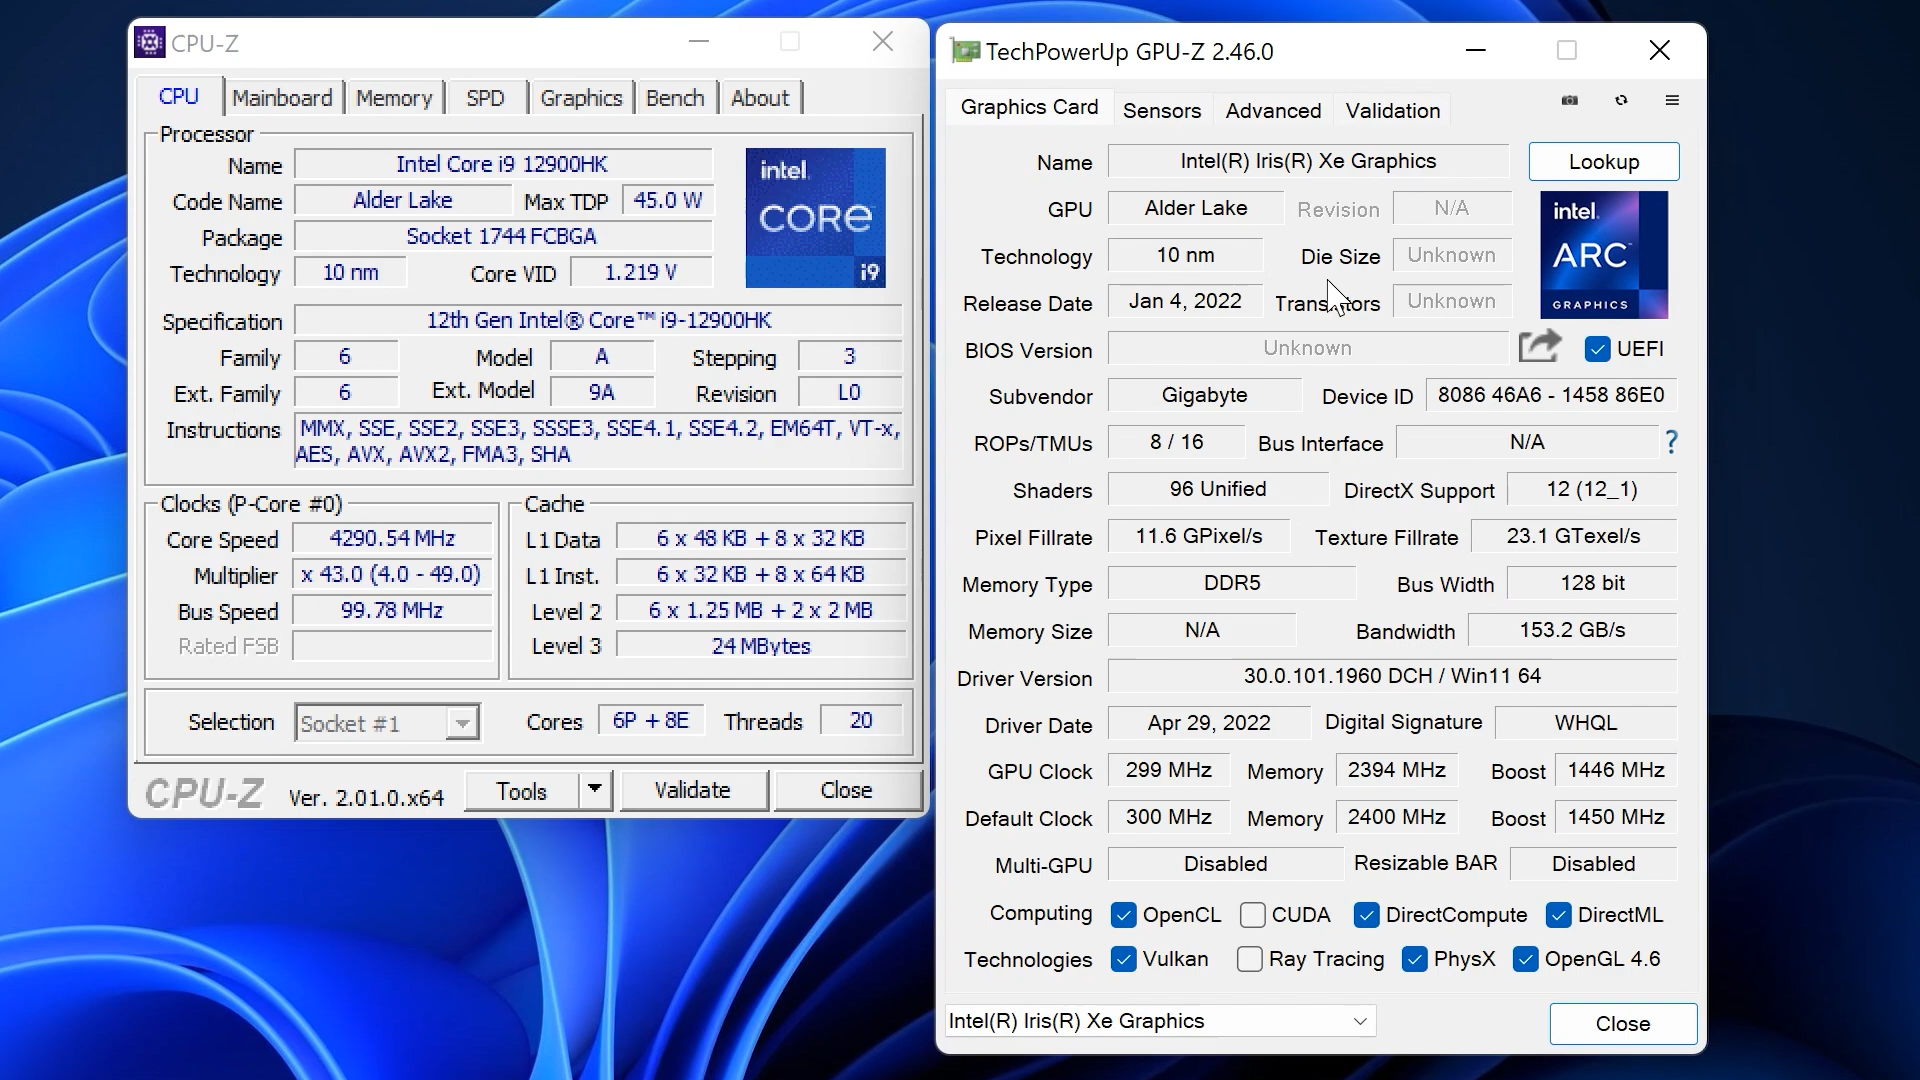 CPU-Z
CPU Mainboard Memory SPD Graphics Bench About
Processor
Name Intel Core i9 12900HK
Code Name Alder Lake Max TDP 45.0 W
Package Socket 1744 FCBGA
Technology 10 nm Core VID 1.219 V
intel.
CORE
i9
Specification 12th Gen Intel® Core™ i9-12900HK
Family 6 Model A Stepping 3
Ext. Family 6 Ext. Model 9A Revision L0
Instructions MMX, SSE, SSE2, SSE3, SSSE3, SSE4.1, SSE4.2, EM64T, VT-x,
AES, AVX, AVX2, FMA3, SHA
Clocks (P-Core #0)
Core Speed 4290.54 MHz
Multiplier x 43.0 (4.0 - 49.0)
Bus Speed 99.78 MHz
Rated FSB
Cache
L1 Data 6 x 48 KB + 8 x 32 KB
L1 Inst. 6 x 32 KB + 8 x 64 KB
Level 2 6 x 1.25 MB + 2 x 2 MB
Level 3 24 MBytes
Selection Socket #1 Cores 6P + 8E Threads 20
CPU-Z Ver. 2.01.0.x64 Tools Validate Close
TechPowerUp GPU-Z 2.46.0
Graphics Card Sensors Advanced Validation
Name Intel(R) Iris(R) Xe Graphics Lookup
GPU Alder Lake Revision N/A
Technology 10 nm Die Size Unknown
Release Date Jan 4, 2022 Transistors Unknown
intel.
ARC™
GRAPHICS
BIOS Version Unknown UEFI
Subvendor Gigabyte Device ID 8086 46A6 - 1458 86E0
ROPs/TMUs 8 / 16 Bus Interface N/A ?
Shaders 96 Unified DirectX Support 12 (12_1)
Pixel Fillrate 11.6 GPixel/s Texture Fillrate 23.1 GTexel/s
Memory Type DDR5 Bus Width 128 bit
Memory Size N/A Bandwidth 153.2 GB/s
Driver Version 30.0.101.1960 DCH / Win11 64
Driver Date Apr 29, 2022 Digital Signature WHQL
GPU Clock 299 MHz Memory 2394 MHz Boost 1446 MHz
Default Clock 300 MHz Memory 2400 MHz Boost 1450 MHz
Multi-GPU Disabled Resizable BAR Disabled
Computing OpenCL CUDA DirectCompute DirectML
Technologies Vulkan Ray Tracing PhysX OpenGL 4.6
Intel(R) Iris(R) Xe Graphics Close